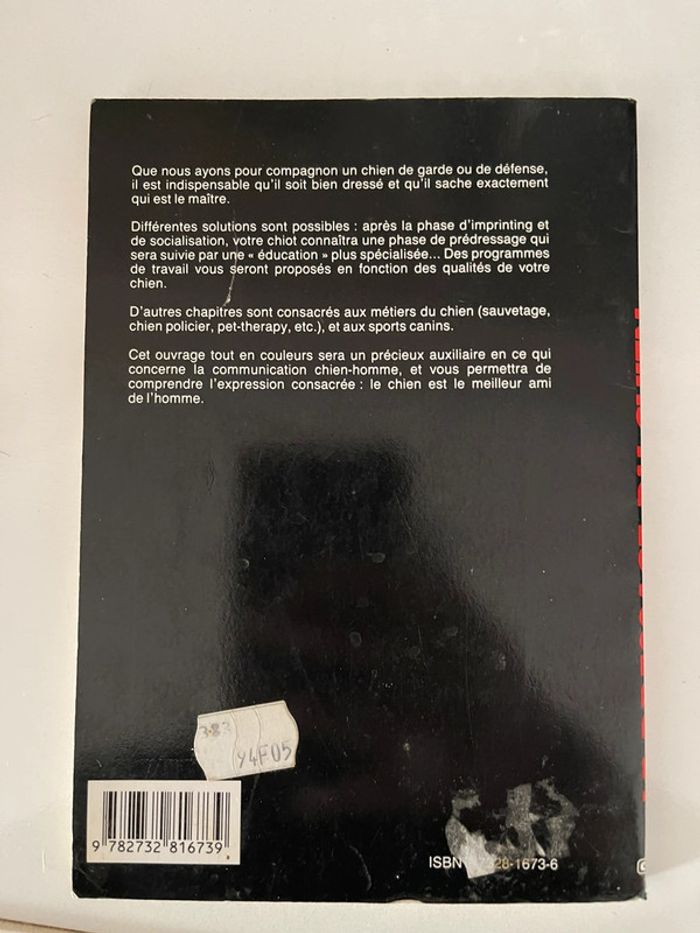 Que nous ayons pour compagnon un chien de garde ou de défense,
il est indispensable qu'il soit bien dressé et qu'il sache exactement
qui est le maître.
Différentes solutions sont possibles : après la phase d'imprinting et
de socialisation, votre chiot connaîtra une phase de prédressage qui
sera suivie par une « éducation » plus spécialisée... Des programmes
de travail vous seront proposés en fonction des qualités de votre
chien.
D'autres chapitres sont consacrés aux métiers du chien (sauvetage,
chien policier, pet-therapy, etc.), et aux sports canins.
Cet ouvrage tout en couleurs sera un précieux auxiliaire en ce qui
concerne la communication chien-homme, et vous permettra de
comprendre l'expression consacrée : le chien est le meilleur ami
de l'homme.
383
94F05
9 782732 816739
ISBN 28-1673-6